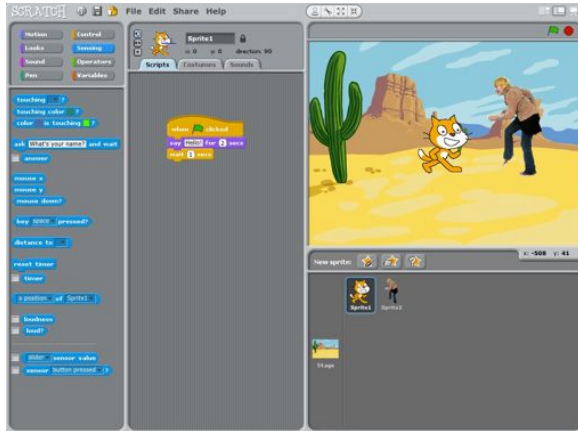 SCRATCH File Edit Share Help
Motion Control
Looks Sensing
Sound Operators
Pen Variables
touching ?
touching color ?
color is touching ?
ask What's your name? and wait
answer
mouse x
mouse y
mouse down?
key space pressed?
distance to
reset timer
timer
x position of Sprite1
loudness
loud?
slider sensor value
sensor button pressed ?
Sprite1
x: 0 y: 0 direction: 90
Scripts Costumes Sounds
when clicked
say Hello! for 2 secs
wait 1 secs
x: -508 y: 41
New sprite:
Sprite1 Sprite2
Stage